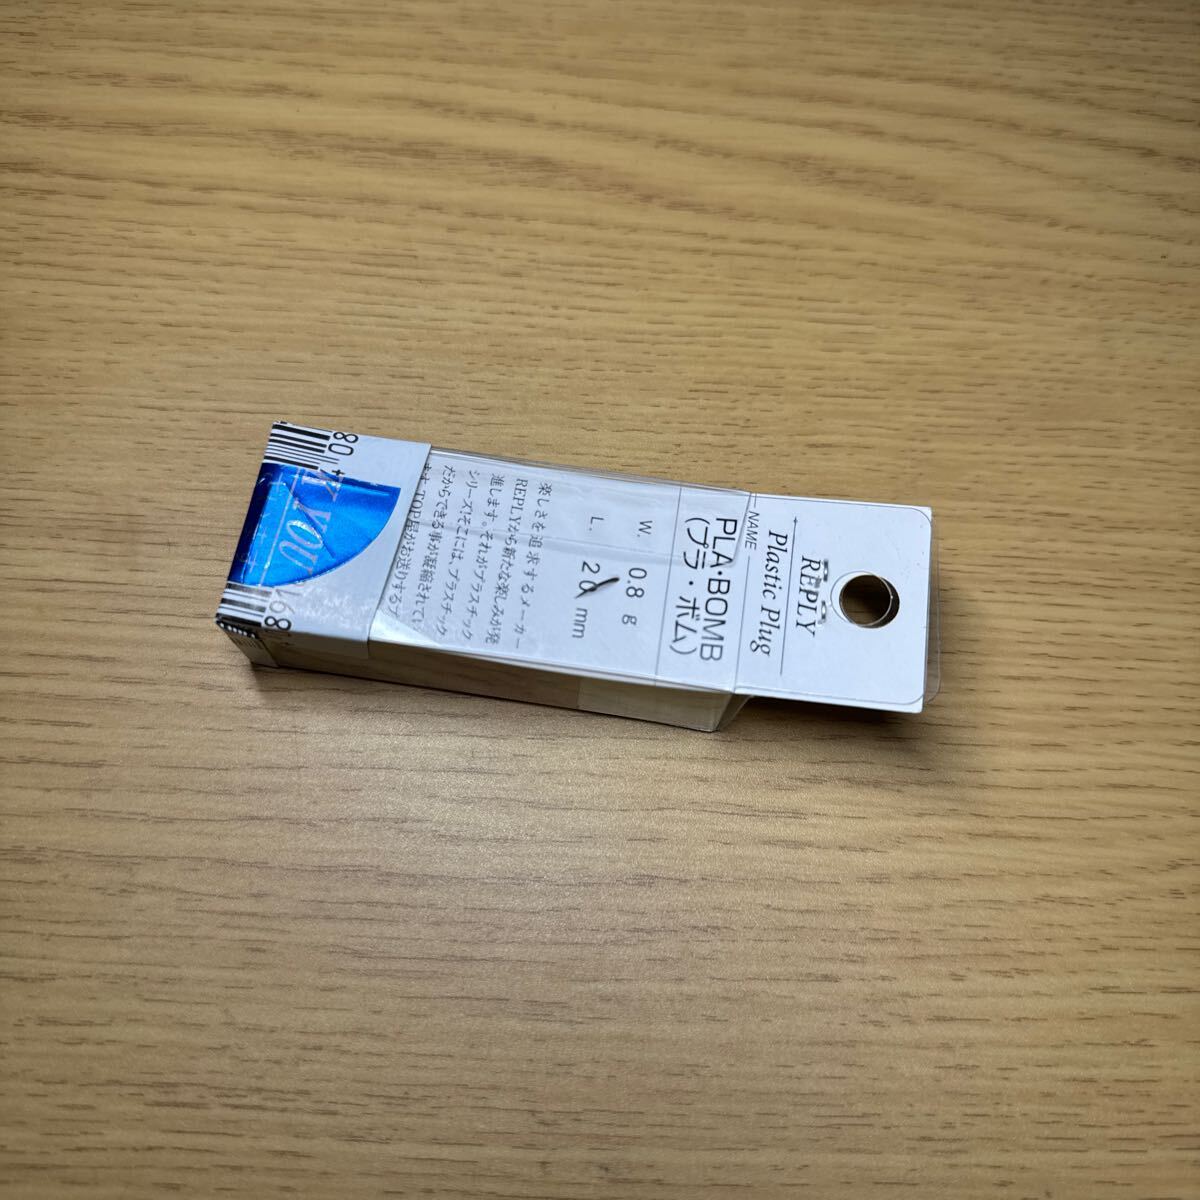 REPLY
Plastic Plug
NAME
PLA・BOMB
(プラ・ボム)
W. 0.8 g
L. 2 mm
楽しさを追求するメーカー
REPLYから新たな楽しみが発
進します。それがプラスチック
シリーズ!そこには、プラスチック
だからできる事が凝縮されてい
ます。TOP屋がお送りするプ
YOU
80